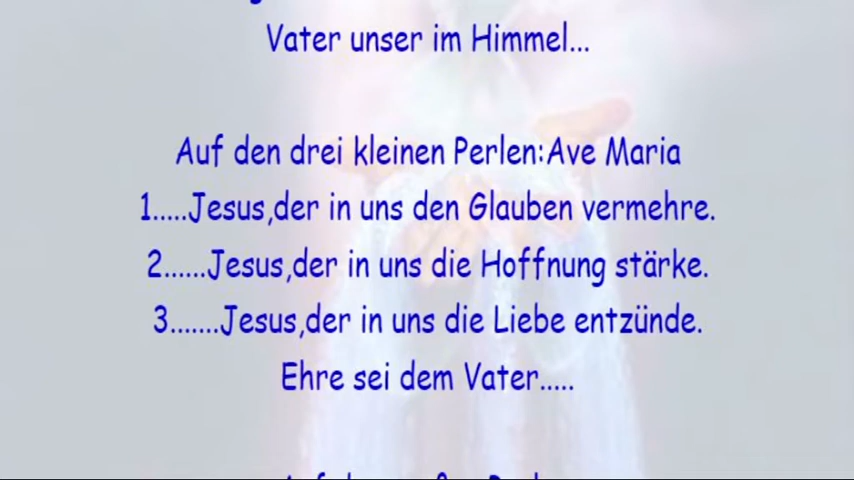 Vater unser im Himmel...
Auf den drei kleinen Perlen:Ave Maria
1.....Jesus,der in uns den Glauben vermehre.
2......Jesus,der in uns die Hoffnung stärke.
3.......Jesus,der in uns die Liebe entzünde.
Ehre sei dem Vater.....